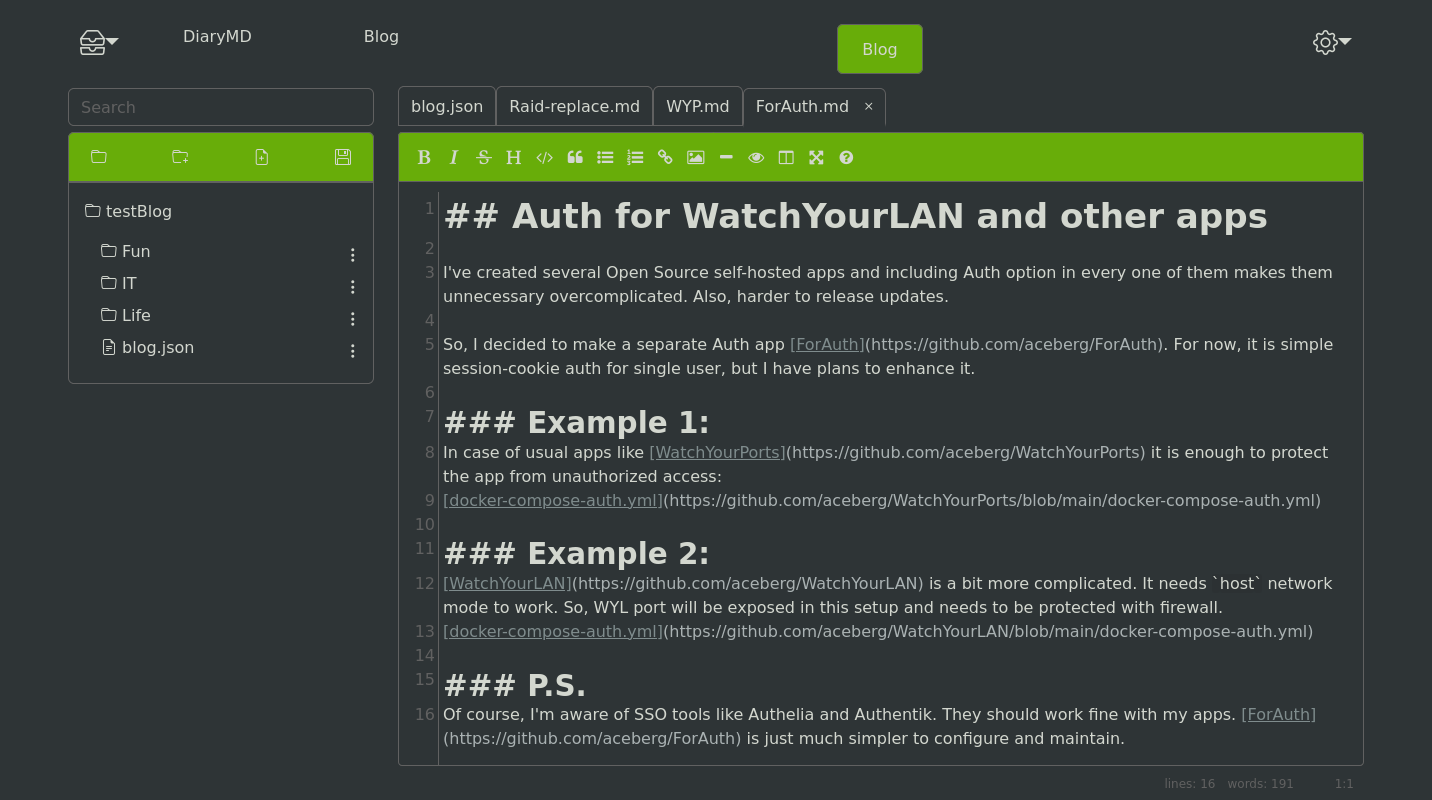 DiaryMD
Blog
Blog
Search
blog.json
Raid-replace.md
WYP.md
ForAuth.md ×
testBlog
Fun
IT
Life
blog.json
B I S H
1 ## Auth for WatchYourLAN and other apps
2
3 I've created several Open Source self-hosted apps and including Auth option in every one of them makes them
unnecessary overcomplicated. Also, harder to release updates.
4
5 So, I decided to make a separate Auth app [ForAuth](https://github.com/aceberg/ForAuth). For now, it is simple
session-cookie auth for single user, but I have plans to enhance it.
6
7 ### Example 1:
8 In case of usual apps like [WatchYourPorts](https://github.com/aceberg/WatchYourPorts) it is enough to protect
the app from unauthorized access:
9 [docker-compose-auth.yml](https://github.com/aceberg/WatchYourPorts/blob/main/docker-compose-auth.yml)
10
11 ### Example 2:
12 [WatchYourLAN](https://github.com/aceberg/WatchYourLAN) is a bit more complicated. It needs `host` network
mode to work. So, WYL port will be exposed in this setup and needs to be protected with firewall.
13 [docker-compose-auth.yml](https://github.com/aceberg/WatchYourLAN/blob/main/docker-compose-auth.yml)
14
15 ### P.S.
16 Of course, I'm aware of SSO tools like Authelia and Authentik. They should work fine with my apps. [ForAuth]
(https://github.com/aceberg/ForAuth) is just much simpler to configure and maintain.
lines: 16 words: 191 1:1